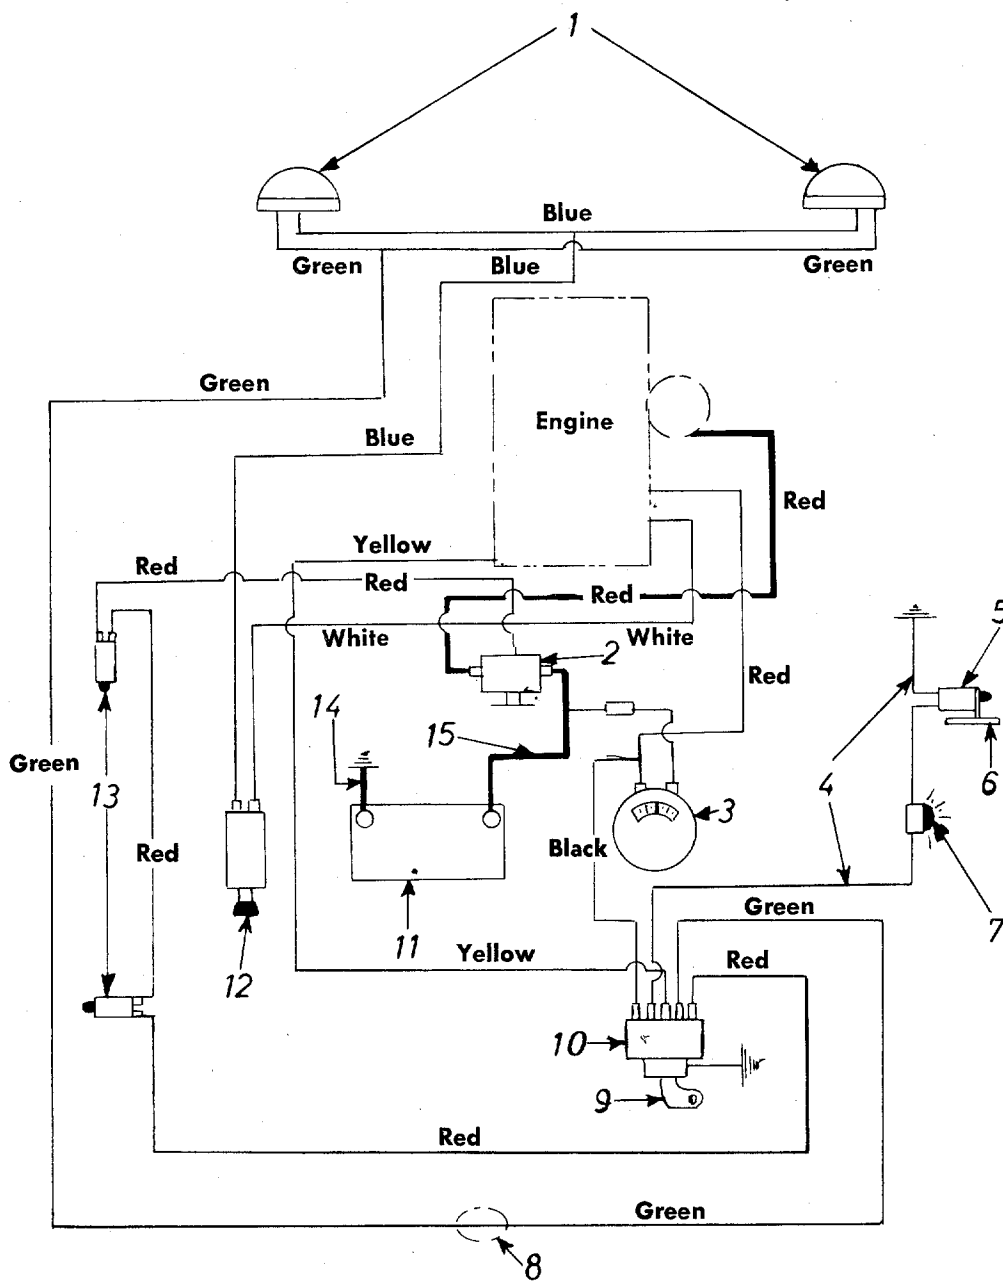 1
Blue
Green
Blue
Green
Green
Engine
Blue
Red
Yellow
Red
Red
Red
5
White
White
2
Red
14
15
Green
13
4
6
3
Red
Black
7
Green
11
12
Yellow
Red
10
9
Red
Green
8